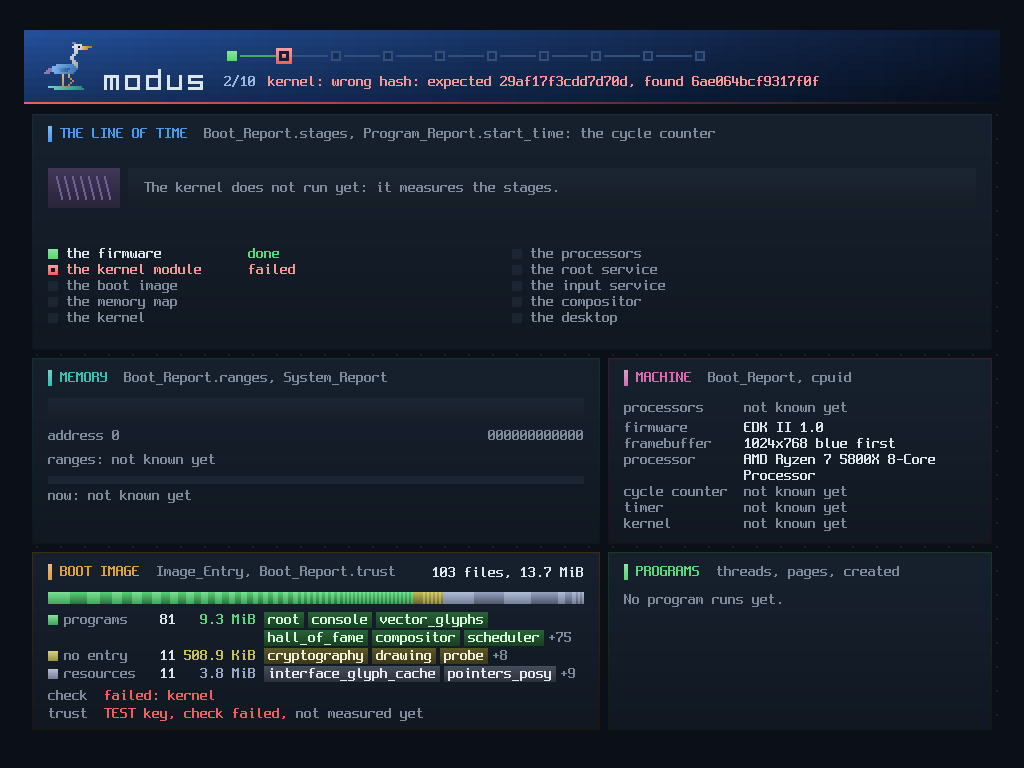 modus
2/10 kernel: wrong hash: expected 29af17f3cdd7d70d, found 6ae064bcf9317f0f
THE LINE OF TIME Boot_Report.stages, Program_Report.start_time: the cycle counter
The kernel does not run yet: it measures the stages.
the firmware done
the kernel module failed
the boot image
the memory map
the kernel
the processors
the root service
the input service
the compositor
the desktop
MEMORY Boot_Report.ranges, System_Report
address 0 000000000000
ranges: not known yet
now: not known yet
MACHINE Boot_Report, cpuid
processors not known yet
firmware EDK II 1.0
framebuffer 1024x768 blue first
processor AMD Ryzen 7 5800X 8-Core
Processor
cycle counter not known yet
timer not known yet
kernel not known yet
BOOT IMAGE Image_Entry, Boot_Report.trust 103 files, 13.7 MiB
programs 81 9.3 MiB root console vector_glyphs
hall_of_fame compositor scheduler +75
no entry 11 508.9 KiB cryptography drawing probe +8
resources 11 3.8 MiB interface_glyph_cache pointers_posy +9
check failed: kernel
trust TEST key, check failed, not measured yet
PROGRAMS threads, pages, created
No program runs yet.